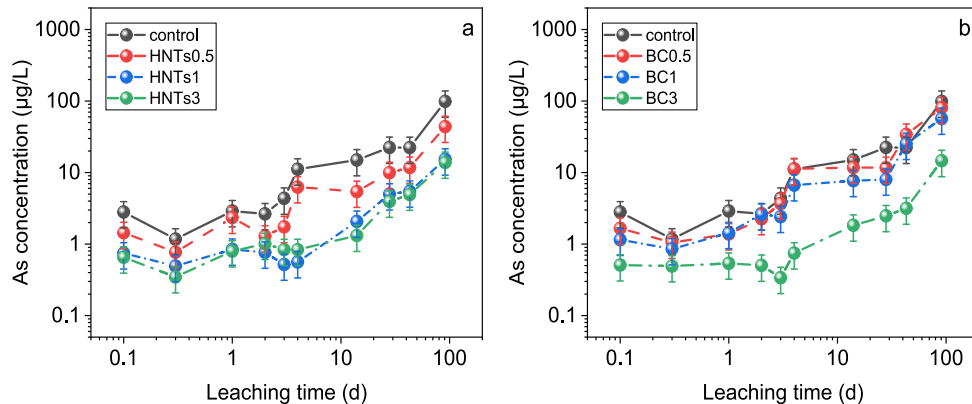 a
control
HNTs0.5
HNTs1
HNTs3
1000
100
10
1
0.1
As concentration (μg/L)
0.1
1
10
100
Leaching time (d)
b
control
BC0.5
BC1
BC3
1000
100
10
1
0.1
As concentration (μg/L)
0.1
1
10
100
Leaching time (d)